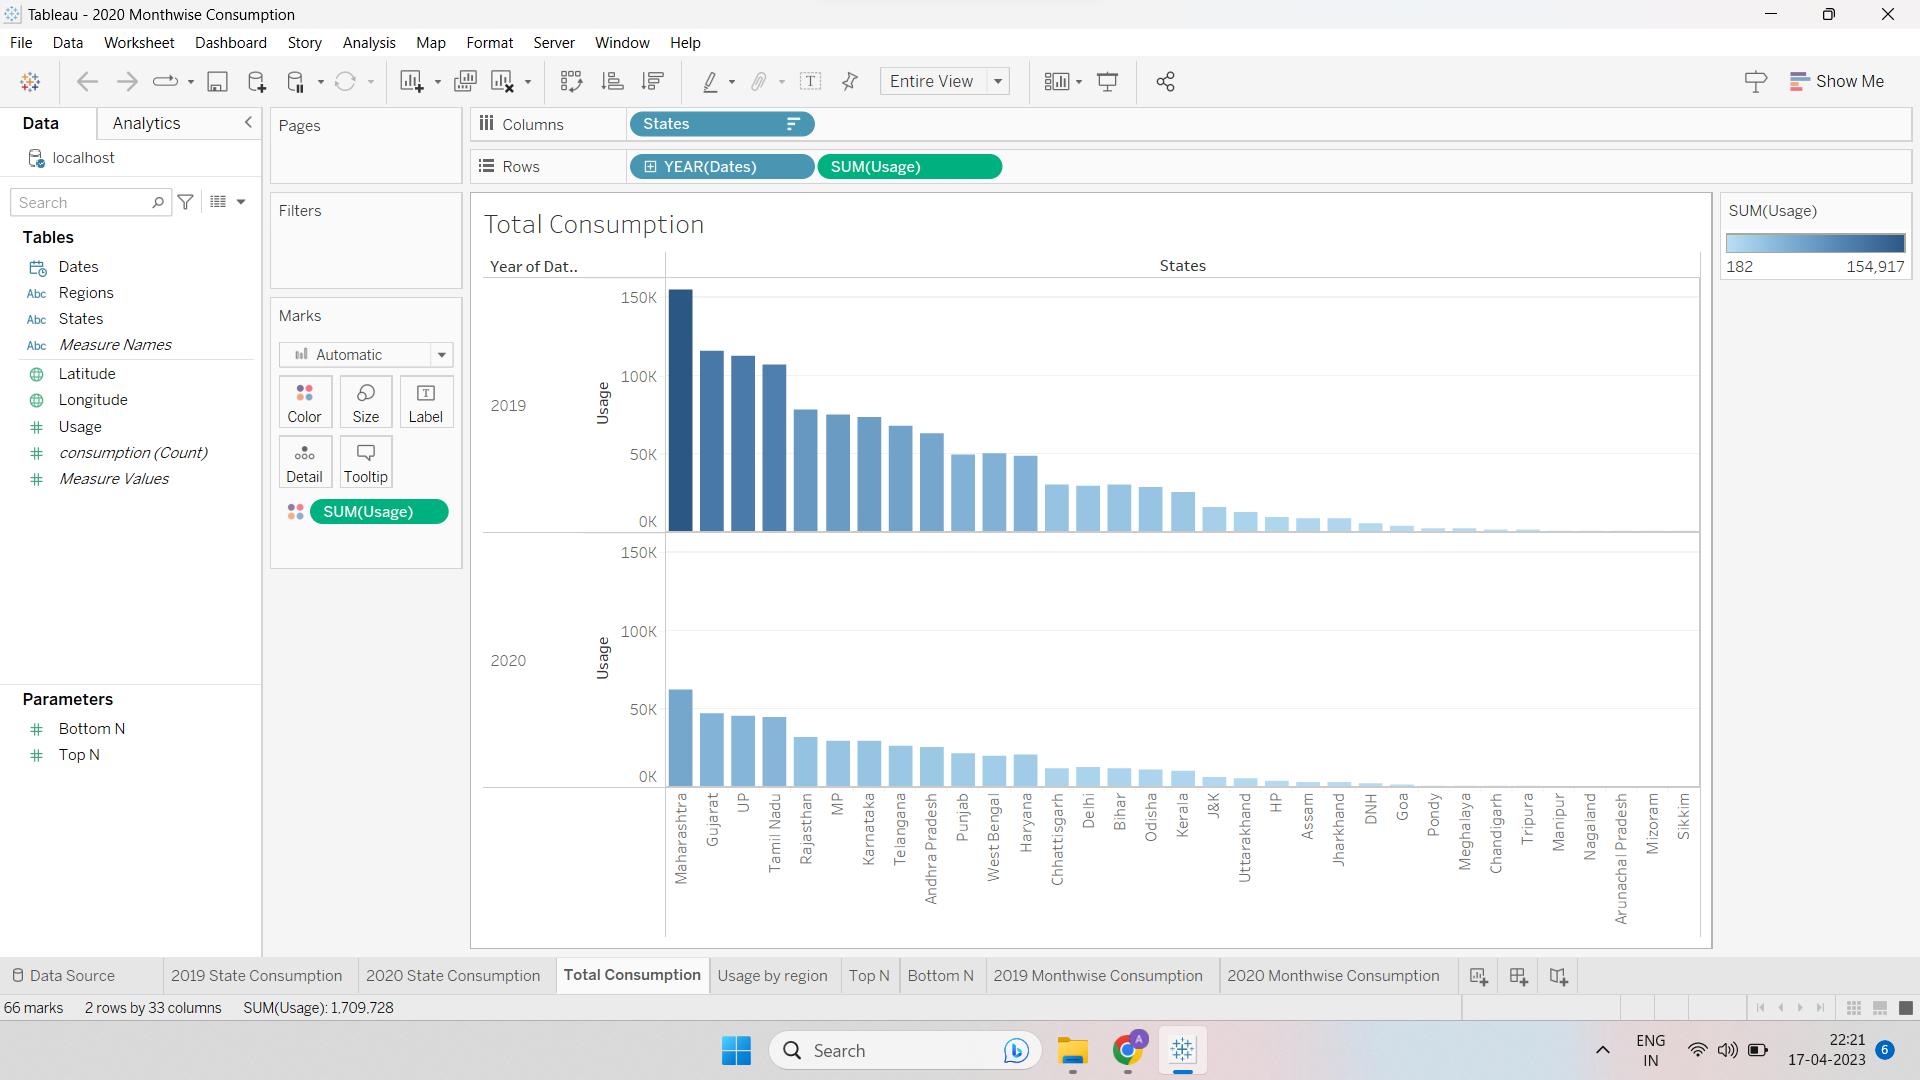 Tableau - 2020 Monthwise Consumption
File Data Worksheet Dashboard Story Analysis Map Format Server Window Help
Entire View
Show Me
Data Analytics
localhost
Search
Tables
Dates
Abc Regions
Abc States
Abc Measure Names
Latitude
Longitude
# Usage
# consumption (Count)
# Measure Values
Parameters
# Bottom N
# Top N
Pages
Filters
Marks
Automatic
Color Size Label
Detail Tooltip
SUM(Usage)
Columns States
Rows YEAR(Dates) SUM(Usage)
Total Consumption
Year of Dat.. States
2019
Usage
150K
100K
50K
0K
2020
Usage
150K
100K
50K
0K
Maharashtra
Gujarat
UP
Tamil Nadu
Rajasthan
MP
Karnataka
Telangana
Andhra Pradesh
Punjab
West Bengal
Haryana
Chhattisgarh
Delhi
Bihar
Odisha
Kerala
J&K
Uttarakhand
HP
Assam
Jharkhand
DNH
Goa
Pondy
Meghalaya
Chandigarh
Tripura
Manipur
Nagaland
Arunachal Pradesh
Mizoram
Sikkim
SUM(Usage)
182 154,917
Data Source 2019 State Consumption 2020 State Consumption Total Consumption Usage by region Top N Bottom N 2019 Monthwise Consumption 2020 Monthwise Consumption
66 marks 2 rows by 33 columns SUM(Usage): 1,709,728
Search
A
ENG
IN
22:21
17-04-2023
6